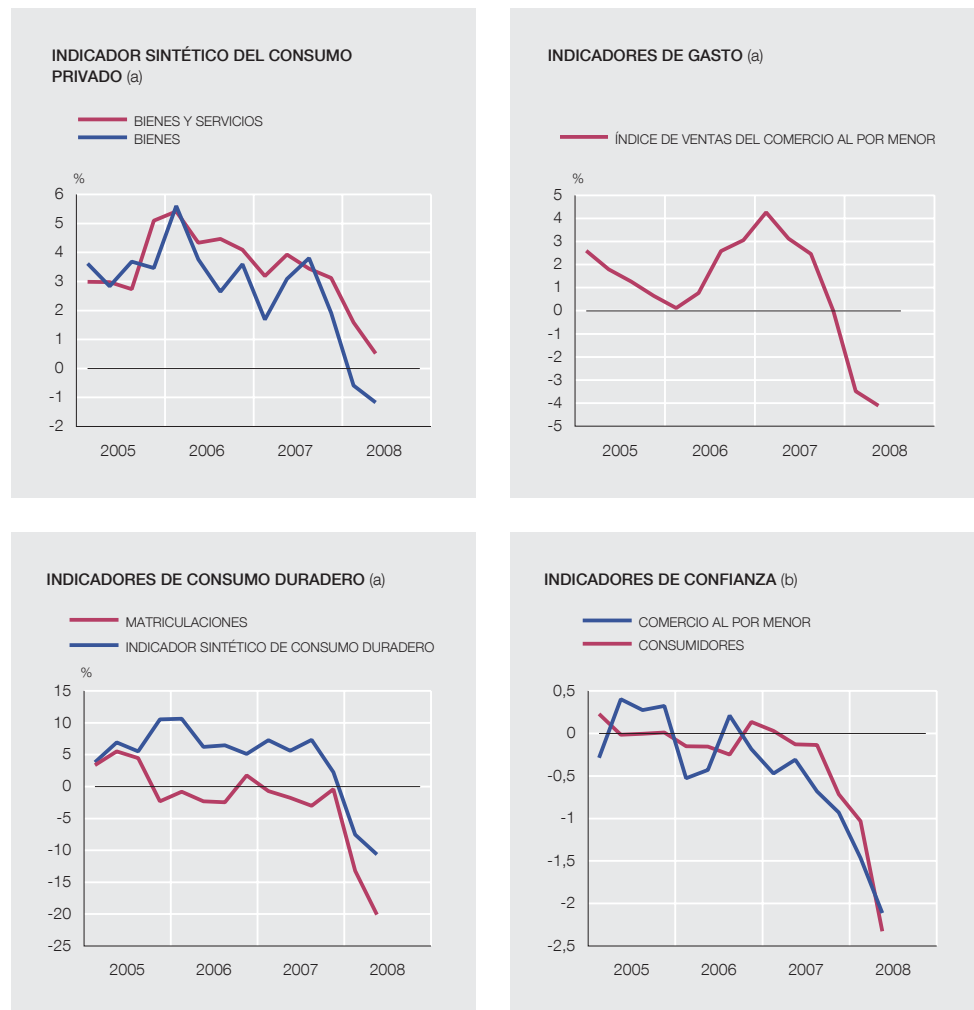 INDICADOR SINTÉTICO DEL CONSUMO
PRIVADO (a)
BIENES Y SERVICIOS
BIENES
%
6
5
4
3
2
1
0
-1
-2
2005 2006 2007 2008
INDICADORES DE GASTO (a)
ÍNDICE DE VENTAS DEL COMERCIO AL POR MENOR
%
5
4
3
2
1
0
-1
-2
-3
-4
-5
2005 2006 2007 2008
INDICADORES DE CONSUMO DURADERO (a)
MATRICULACIONES
INDICADOR SINTÉTICO DE CONSUMO DURADERO
%
15
10
5
0
-5
-10
-15
-20
-25
2005 2006 2007 2008
INDICADORES DE CONFIANZA (b)
COMERCIO AL POR MENOR
CONSUMIDORES
0,5
0
-0,5
-1
-1,5
-2
-2,5
2005 2006 2007 2008